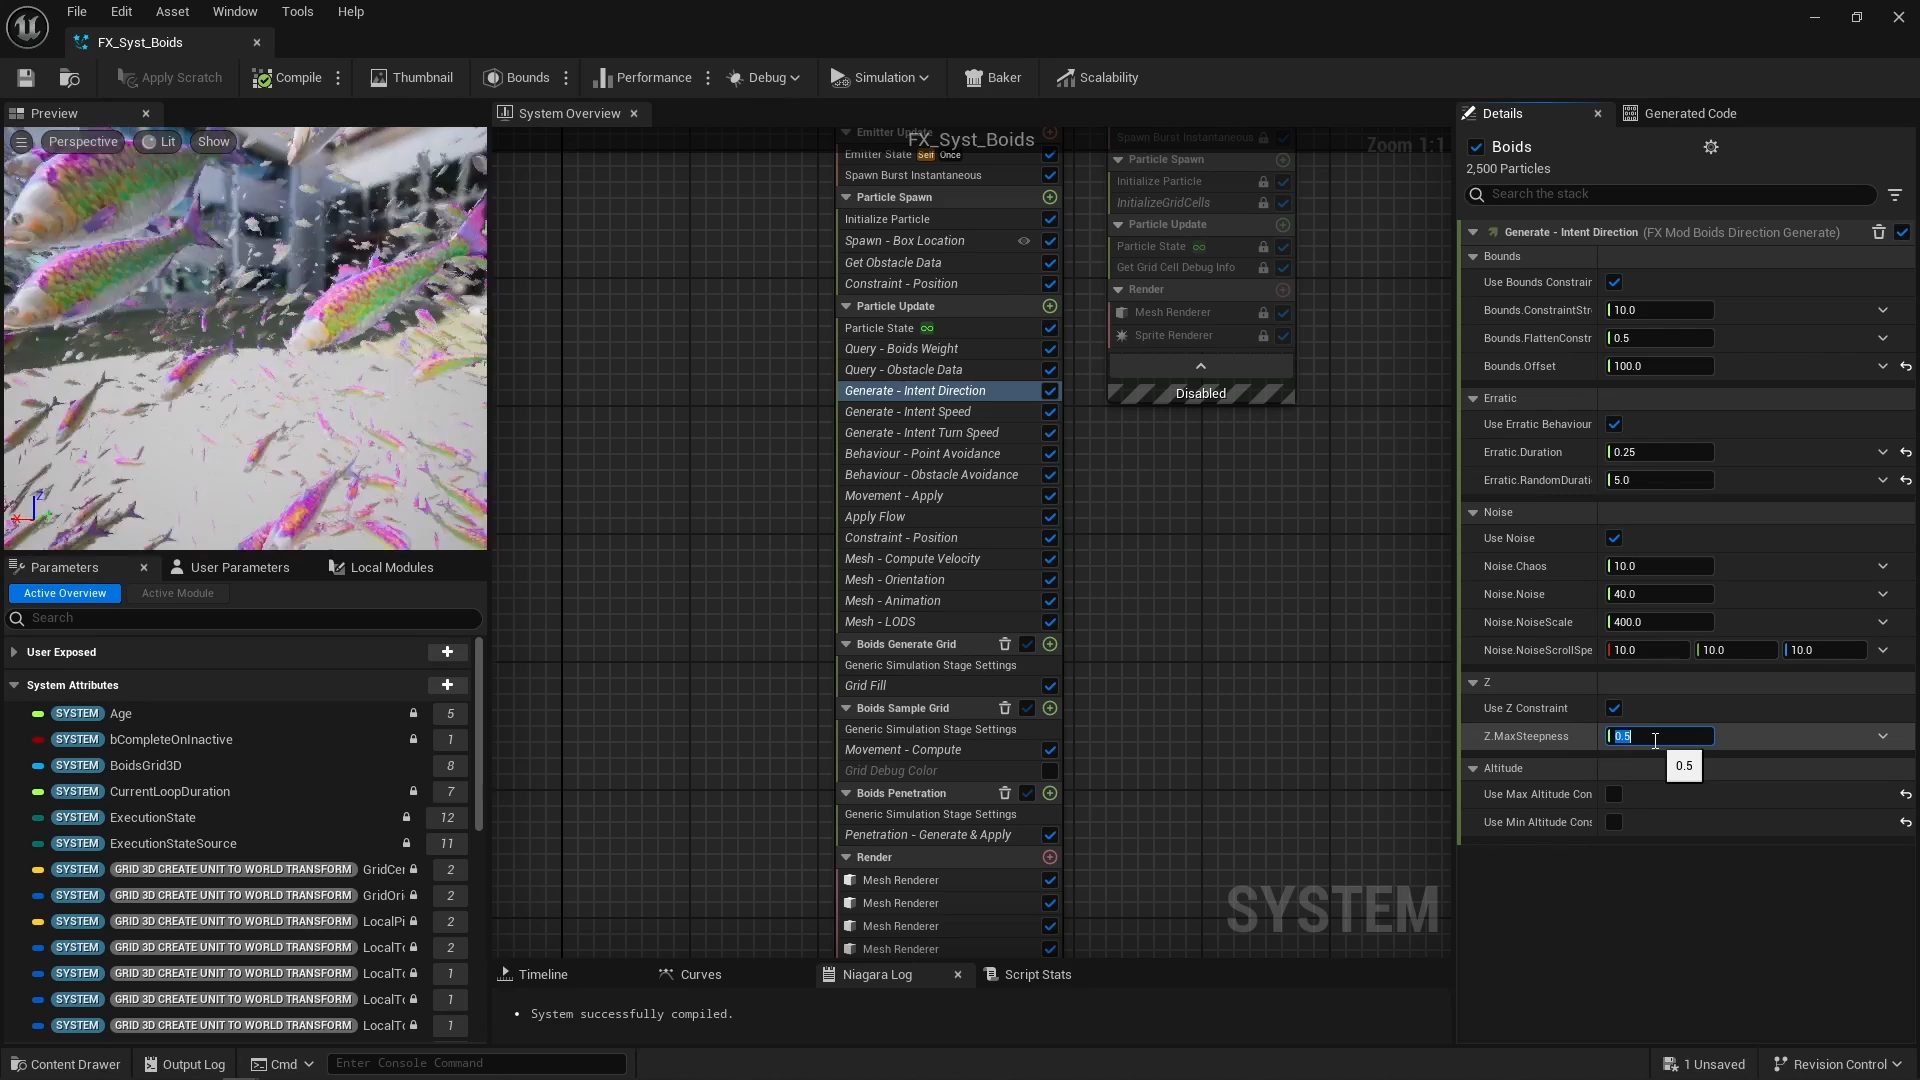 File Edit Asset Window Tools Help
FX_Syst_Boids
Apply Scratch Compile Thumbnail Bounds Performance Debug Simulation Baker Scalability
Preview
Perspective Lit Show
System Overview
FX_Syst_Boids
Zoom 1:1
Emitter Update
Emitter State Self Once
Spawn Burst Instantaneous
Particle Spawn
Initialize Particle
Spawn - Box Location
Get Obstacle Data
Constraint - Position
Particle Update
Particle State
Query - Boids Weight
Query - Obstacle Data
Generate - Intent Direction
Generate - Intent Speed
Generate - Intent Turn Speed
Behaviour - Point Avoidance
Behaviour - Obstacle Avoidance
Movement - Apply
Apply Flow
Constraint - Position
Mesh - Compute Velocity
Mesh - Orientation
Mesh - Animation
Mesh - LODS
Boids Generate Grid
Generic Simulation Stage Settings
Grid Fill
Boids Sample Grid
Generic Simulation Stage Settings
Movement - Compute
Grid Debug Color
Boids Penetration
Generic Simulation Stage Settings
Penetration - Generate & Apply
Render
Mesh Renderer
Mesh Renderer
Mesh Renderer
Mesh Renderer
Spawn Burst Instantaneous
Particle Spawn
Initialize Particle
InitializeGridCells
Particle Update
Particle State
Get Grid Cell Debug Info
Render
Mesh Renderer
Sprite Renderer
Disabled
SYSTEM
Parameters User Parameters Local Modules
Active Overview Active Module
Search
User Exposed
System Attributes
SYSTEM Age 5
SYSTEM bCompleteOnInactive 1
SYSTEM BoidsGrid3D 8
SYSTEM CurrentLoopDuration 7
SYSTEM ExecutionState 12
SYSTEM ExecutionStateSource 11
SYSTEM GRID 3D CREATE UNIT TO WORLD TRANSFORM GridCer 2
SYSTEM GRID 3D CREATE UNIT TO WORLD TRANSFORM GridOri 2
SYSTEM GRID 3D CREATE UNIT TO WORLD TRANSFORM LocalPi 2
SYSTEM GRID 3D CREATE UNIT TO WORLD TRANSFORM LocalTc 2
SYSTEM GRID 3D CREATE UNIT TO WORLD TRANSFORM LocalTc 1
SYSTEM GRID 3D CREATE UNIT TO WORLD TRANSFORM LocalTc 1
SYSTEM GRID 3D CREATE UNIT TO WORLD TRANSFORM LocalTc 1
Timeline Curves Niagara Log Script Stats
• System successfully compiled.
Details Generated Code
Boids
2,500 Particles
Search the stack
Generate - Intent Direction (FX Mod Boids Direction Generate)
Bounds
Use Bounds Constrair
Bounds.ConstraintStr 10.0
Bounds.FlattenConstr 0.5
Bounds.Offset 100.0
Erratic
Use Erratic Behaviour
Erratic.Duration 0.25
Erratic.RandomDurati 5.0
Noise
Use Noise
Noise.Chaos 10.0
Noise.Noise 40.0
Noise.NoiseScale 400.0
Noise.NoiseScrollSpe 10.0 10.0 10.0
Z
Use Z Constraint
Z.MaxSteepness 0.5
0.5
Altitude
Use Max Altitude Con
Use Min Altitude Cons
Content Drawer Output Log Cmd Enter Console Command 1 Unsaved Revision Control